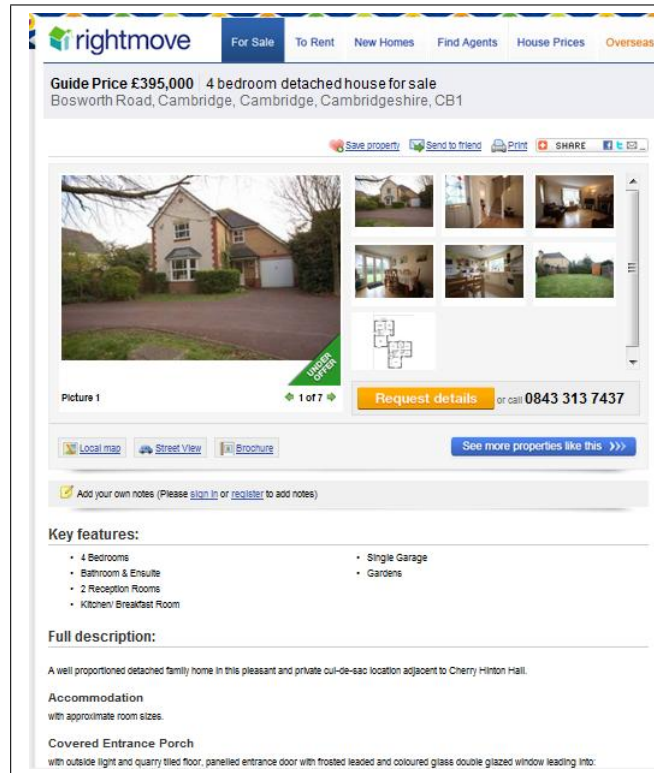 rightmove
For Sale To Rent New Homes Find Agents House Prices Overseas
Guide Price £395,000 4 bedroom detached house for sale
Bosworth Road, Cambridge, Cambridge, Cambridgeshire, CB1
Save property Send to friend Print SHARE
UNDER
OFFER
Picture 1 1 of 7
Request details or call 0843 313 7437
Local map Street View Brochure See more properties like this
Add your own notes (Please sign in or register to add notes)
Key features:
• 4 Bedrooms
• Bathroom & Ensuite
• 2 Reception Rooms
• Kitchen/ Breakfast Room
• Single Garage
• Gardens
Full description:
A well proportioned detached family home in this pleasant and private cul-de-sac location adjacent to Cherry Hinton Hall.
Accommodation
with approximate room sizes.
Covered Entrance Porch
with outside light and quarry tiled floor, panelled entrance door with frosted leaded and coloured glass double glazed window leading into: